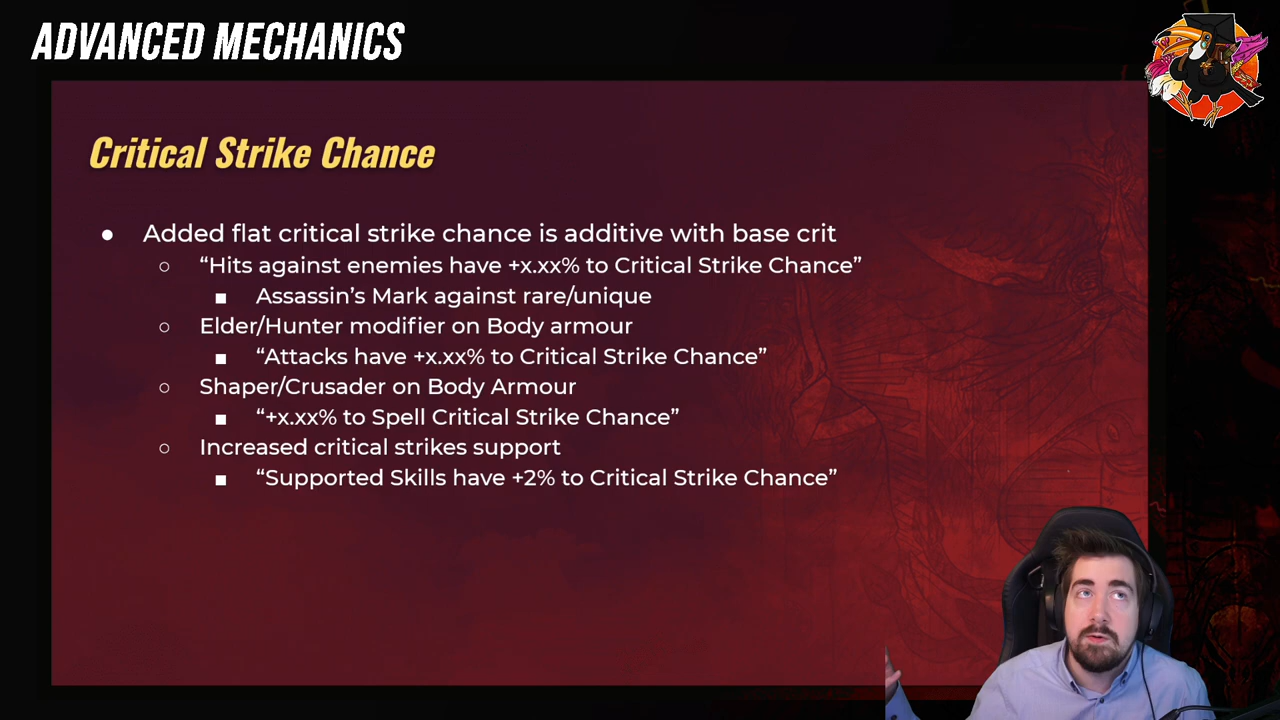 ADVANCED MECHANICS
Critical Strike Chance
● Added flat critical strike chance is additive with base crit
○ “Hits against enemies have +x.xx% to Critical Strike Chance”
■ Assassin’s Mark against rare/unique
○ Elder/Hunter modifier on Body armour
■ “Attacks have +x.xx% to Critical Strike Chance”
○ Shaper/Crusader on Body Armour
■ “+x.xx% to Spell Critical Strike Chance”
○ Increased critical strikes support
■ “Supported Skills have +2% to Critical Strike Chance”